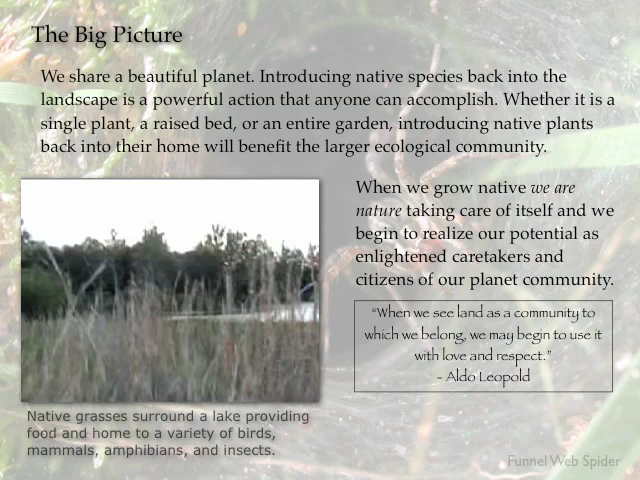 The Big Picture
We share a beautiful planet. Introducing native species back into the
landscape is a powerful action that anyone can accomplish. Whether it is a
single plant, a raised bed, or an entire garden, introducing native plants
back into their home will benefit the larger ecological community.
When we grow native we are
nature taking care of itself and we
begin to realize our potential as
enlightened caretakers and
citizens of our planet community.
“When we see land as a community to
which we belong, we may begin to use it
with love and respect.”
- Aldo Leopold
Native grasses surround a lake providing
food and home to a variety of birds,
mammals, amphibians, and insects.
Funnel Web Spider